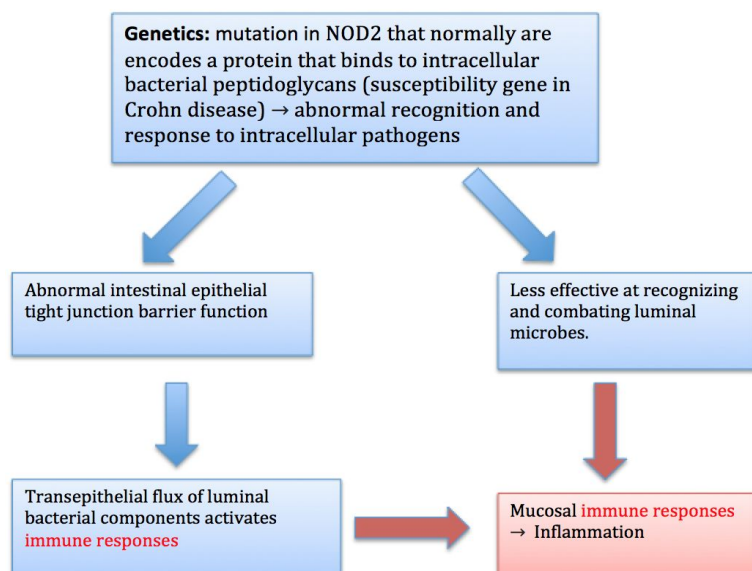 Genetics: mutation in NOD2 that normally are
encodes a protein that binds to intracellular
bacterial peptidoglycans (susceptibility gene in
Crohn disease) → abnormal recognition and
response to intracellular pathogens
Abnormal intestinal epithelial
tight junction barrier function
Less effective at recognizing
and combating luminal
microbes.
Transepithelial flux of luminal
bacterial components activates
immune responses
Mucosal immune responses
→ Inflammation